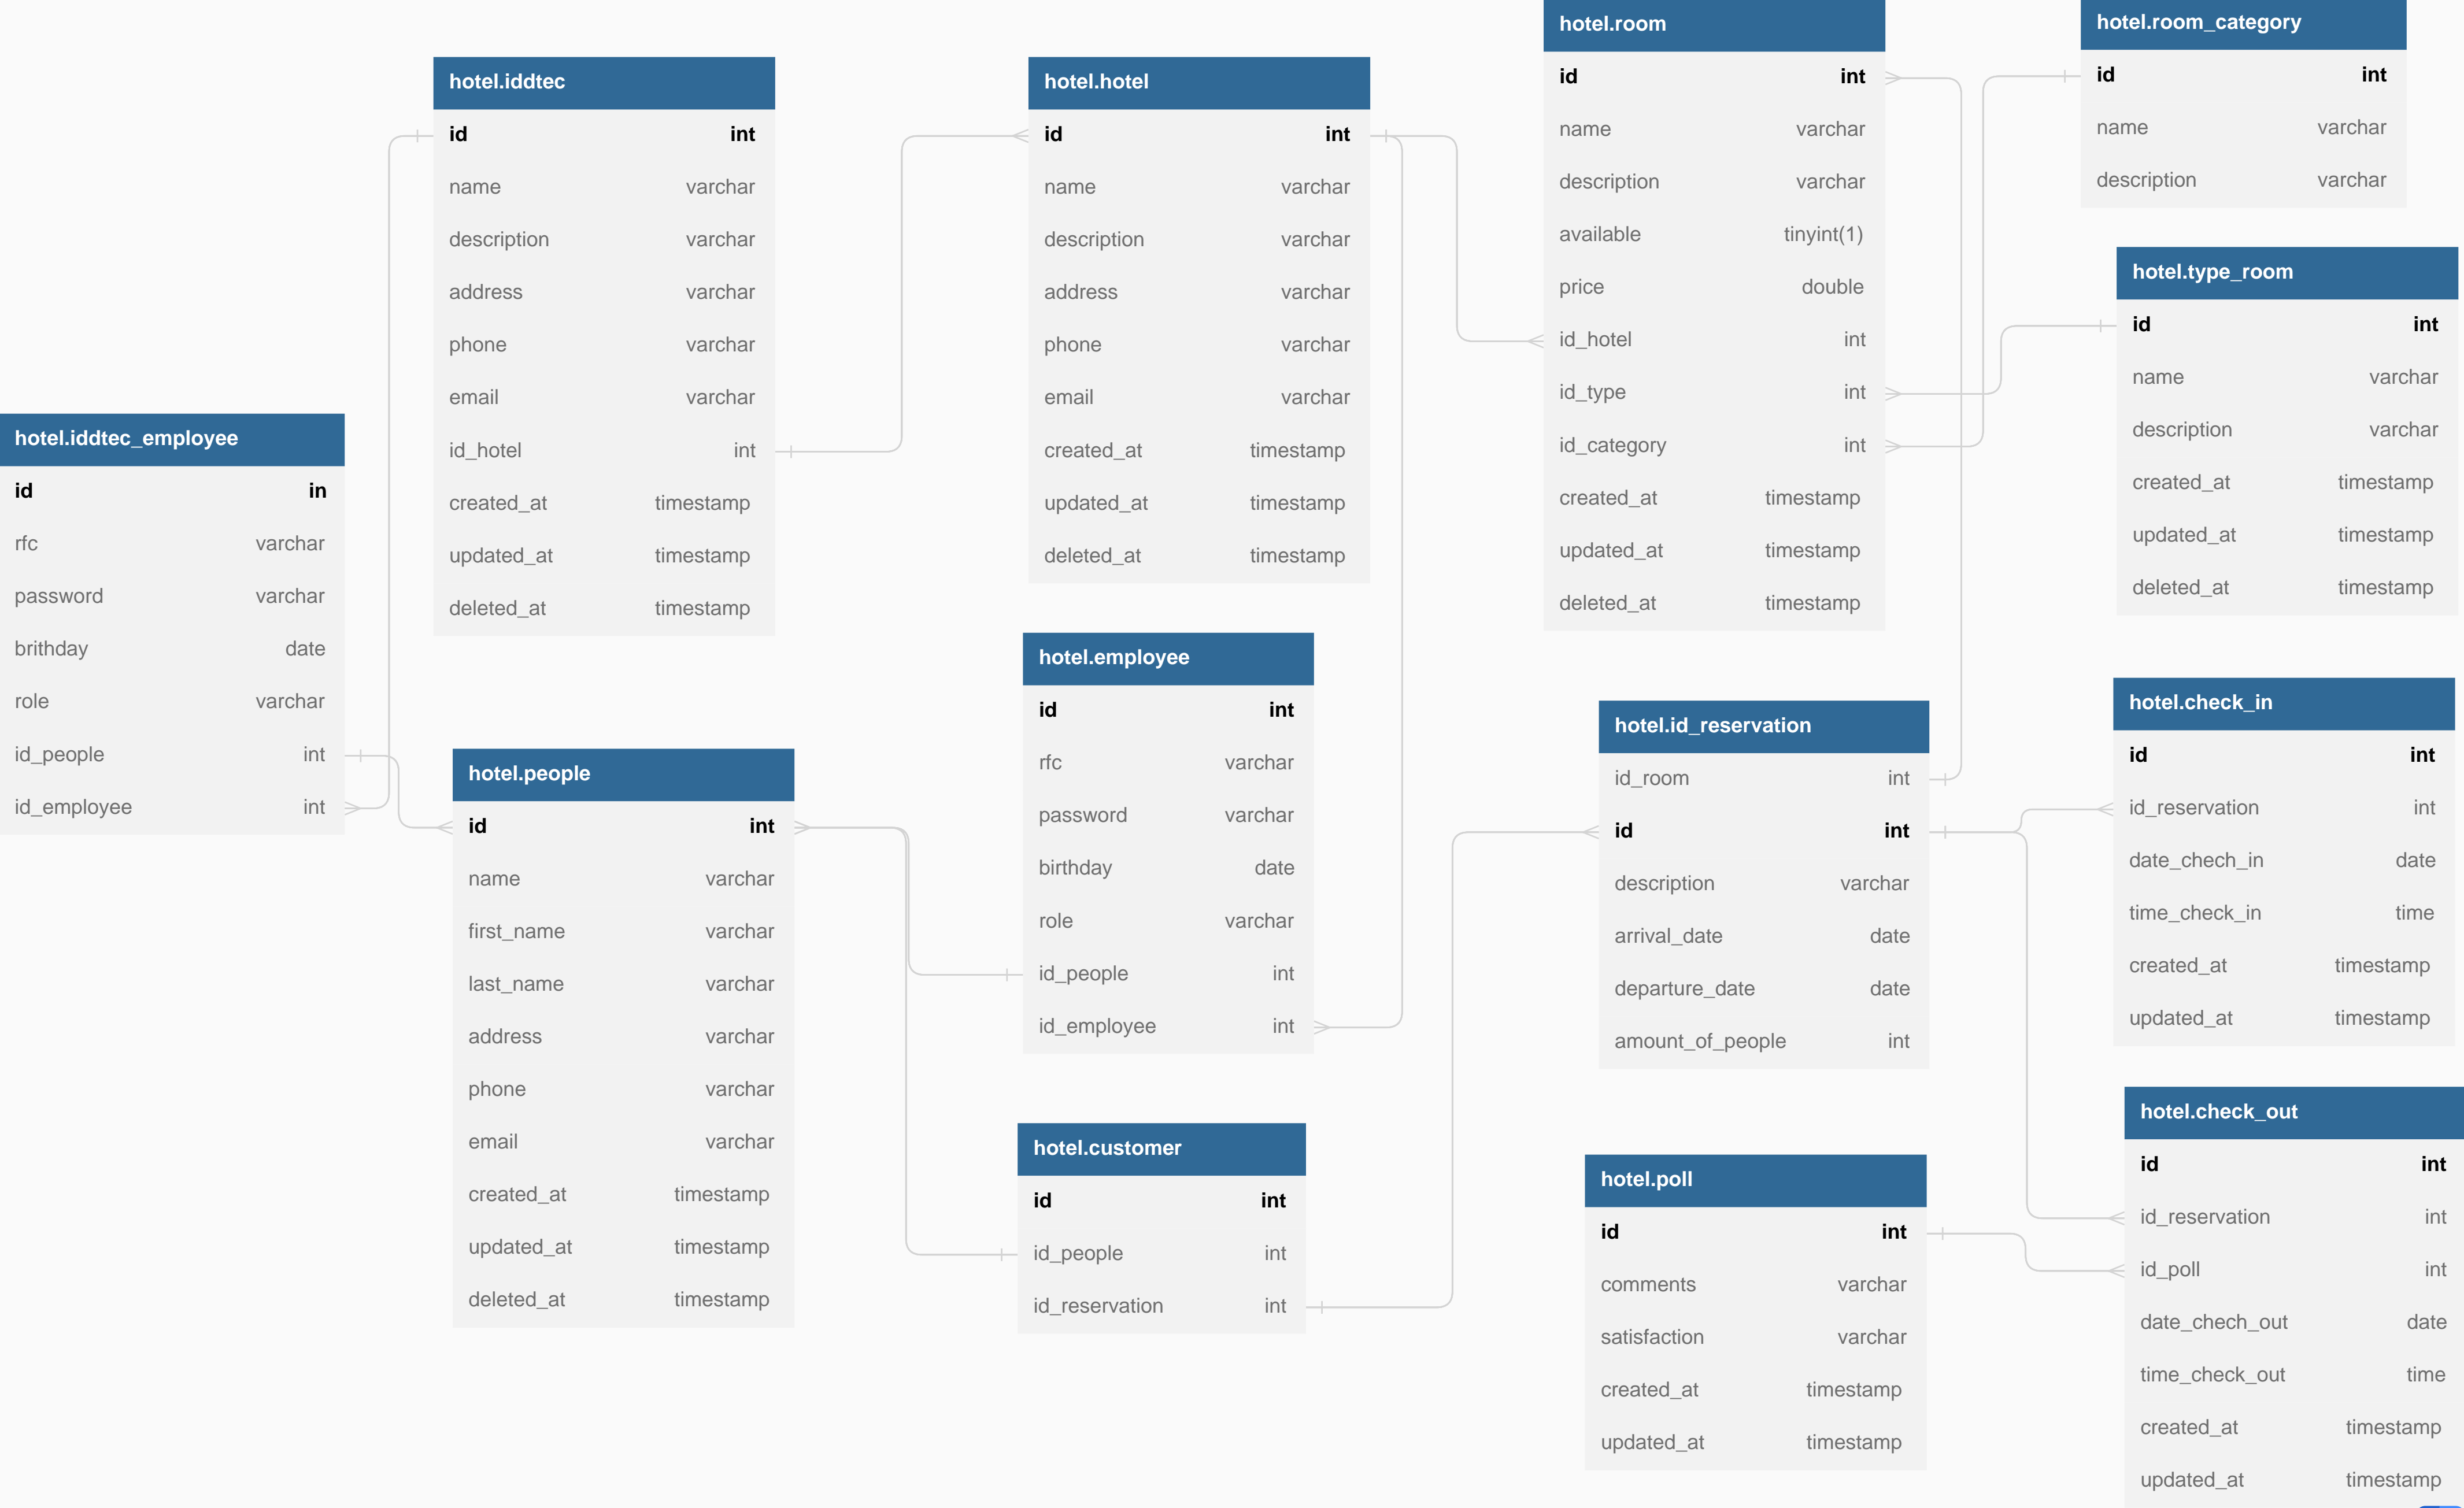 hotel.iddtec_employee
id in
rfc varchar
password varchar
brithday date
role varchar
id_people int
id_employee int
hotel.iddtec
id int
name varchar
description varchar
address varchar
phone varchar
email varchar
id_hotel int
created_at timestamp
updated_at timestamp
deleted_at timestamp
hotel.people
id int
name varchar
first_name varchar
last_name varchar
address varchar
phone varchar
email varchar
created_at timestamp
updated_at timestamp
deleted_at timestamp
hotel.hotel
id int
name varchar
description varchar
address varchar
phone varchar
email varchar
created_at timestamp
updated_at timestamp
deleted_at timestamp
hotel.employee
id int
rfc varchar
password varchar
birthday date
role varchar
id_people int
id_employee int
hotel.customer
id int
id_people int
id_reservation int
hotel.room
id int
name varchar
description varchar
available tinyint(1)
price double
id_hotel int
id_type int
id_category int
created_at timestamp
updated_at timestamp
deleted_at timestamp
hotel.id_reservation
id_room int
id int
description varchar
arrival_date date
departure_date date
amount_of_people int
hotel.poll
id int
comments varchar
satisfaction varchar
created_at timestamp
updated_at timestamp
hotel.room_category
id int
name varchar
description varchar
hotel.type_room
id int
name varchar
description varchar
created_at timestamp
updated_at timestamp
deleted_at timestamp
hotel.check_in
id int
id_reservation int
date_chech_in date
time_check_in time
created_at timestamp
updated_at timestamp
hotel.check_out
id int
id_reservation int
id_poll int
date_chech_out date
time_check_out time
created_at timestamp
updated_at timestamp